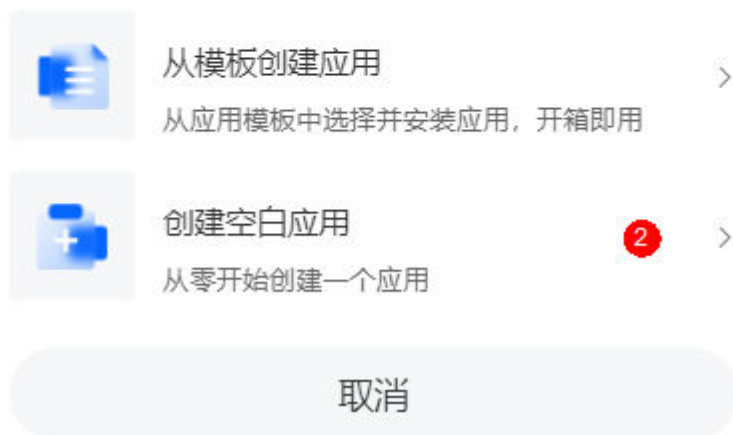 从模板创建应用
从应用模板中选择并安装应用，开箱即用
创建空白应用
2
从零开始创建一个应用
取消